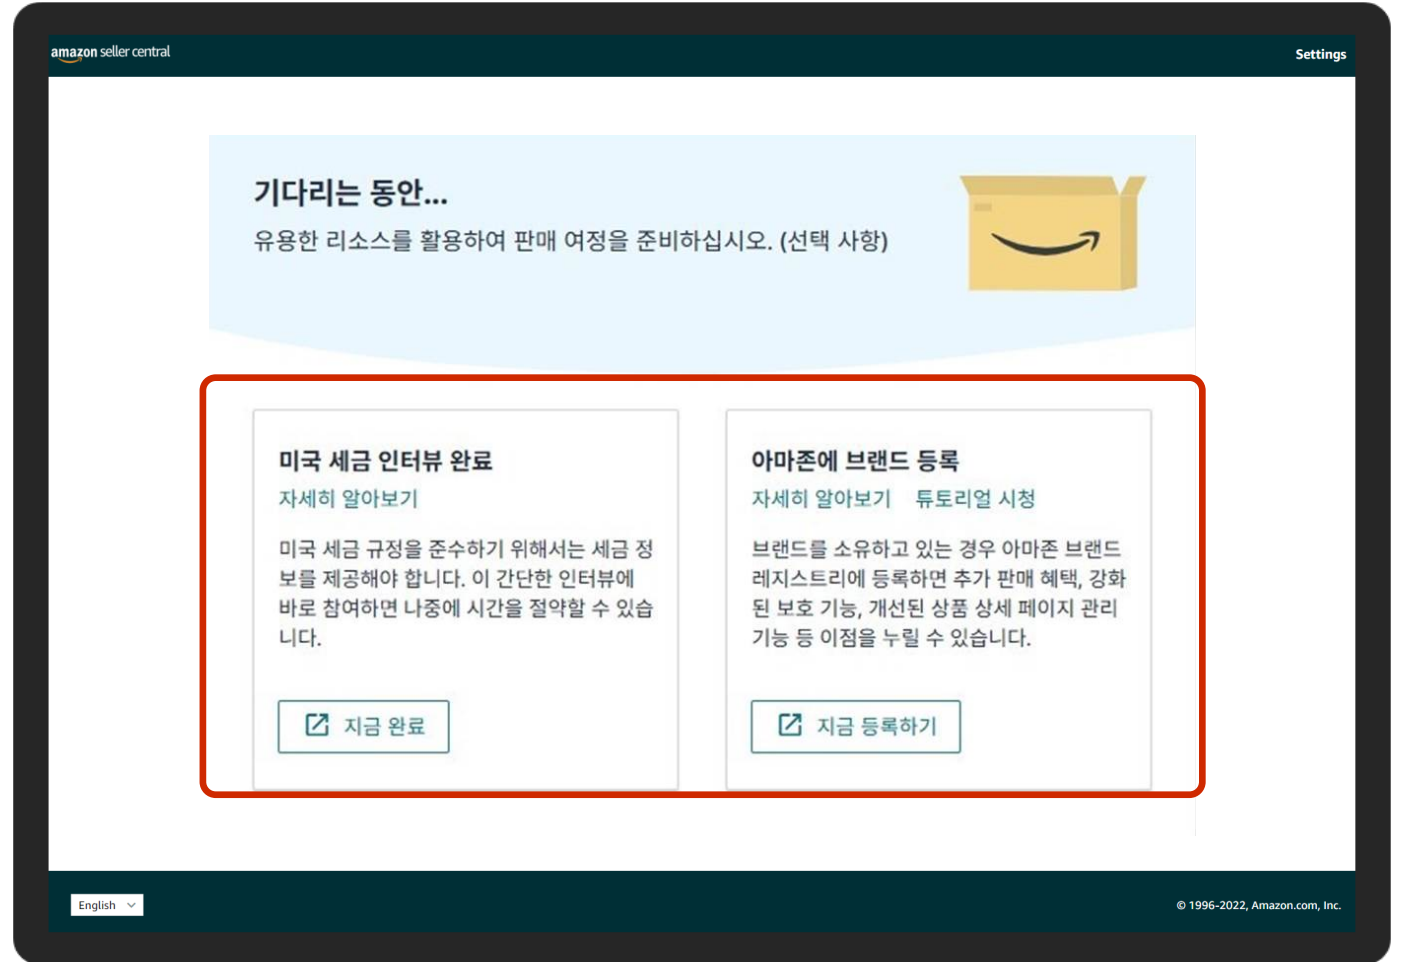 amazon seller central
Settings
기다리는 동안...
유용한 리소스를 활용하여 판매 여정을 준비하십시오. (선택 사항)
미국 세금 인터뷰 완료
자세히 알아보기
미국 세금 규정을 준수하기 위해서는 세금 정
보를 제공해야 합니다. 이 간단한 인터뷰에
바로 참여하면 나중에 시간을 절약할 수 있습
니다.
지금 완료
아마존에 브랜드 등록
자세히 알아보기 튜토리얼 시청
브랜드를 소유하고 있는 경우 아마존 브랜드
레지스트리에 등록하면 추가 판매 혜택, 강화
된 보호 기능, 개선된 상품 상세 페이지 관리
기능 등 이점을 누릴 수 있습니다.
지금 등록하기
English
© 1996-2022, Amazon.com, Inc.